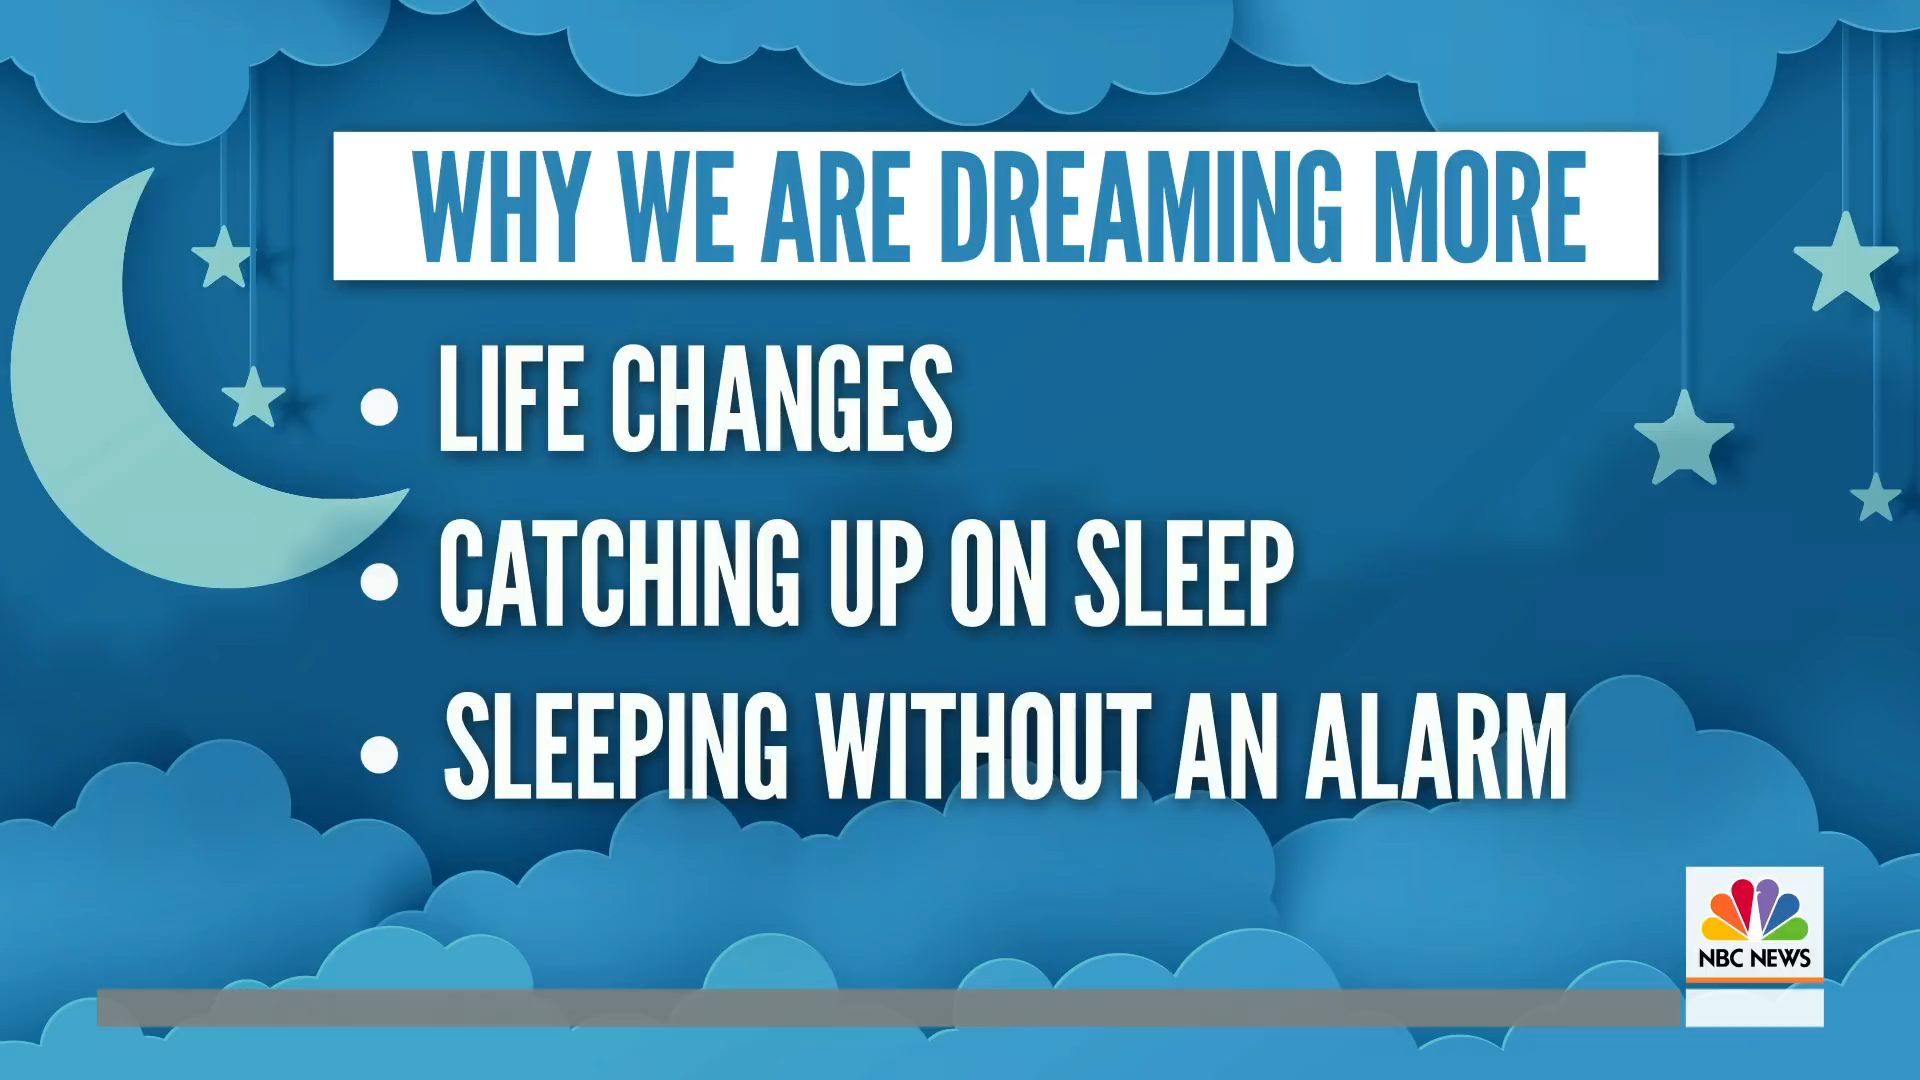 WHY WE ARE DREAMING MORE
• LIFE CHANGES
• CATCHING UP ON SLEEP
• SLEEPING WITHOUT AN ALARM
NBC NEWS